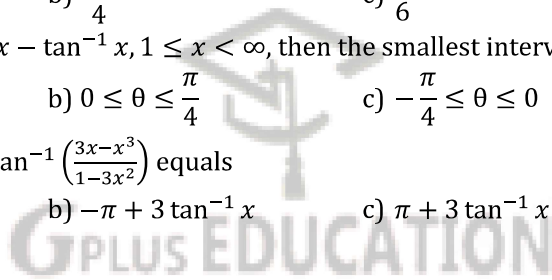 4 6
x − tan⁻¹ x, 1 ≤ x < ∞, then the smallest interv
b) 0 ≤ θ ≤ π/4 c) −π/4 ≤ θ ≤ 0
an⁻¹ ((3x−x³)/(1−3x²)) equals
b) −π + 3 tan⁻¹ x c) π + 3 tan⁻¹ x
GPLUS EDUCATION